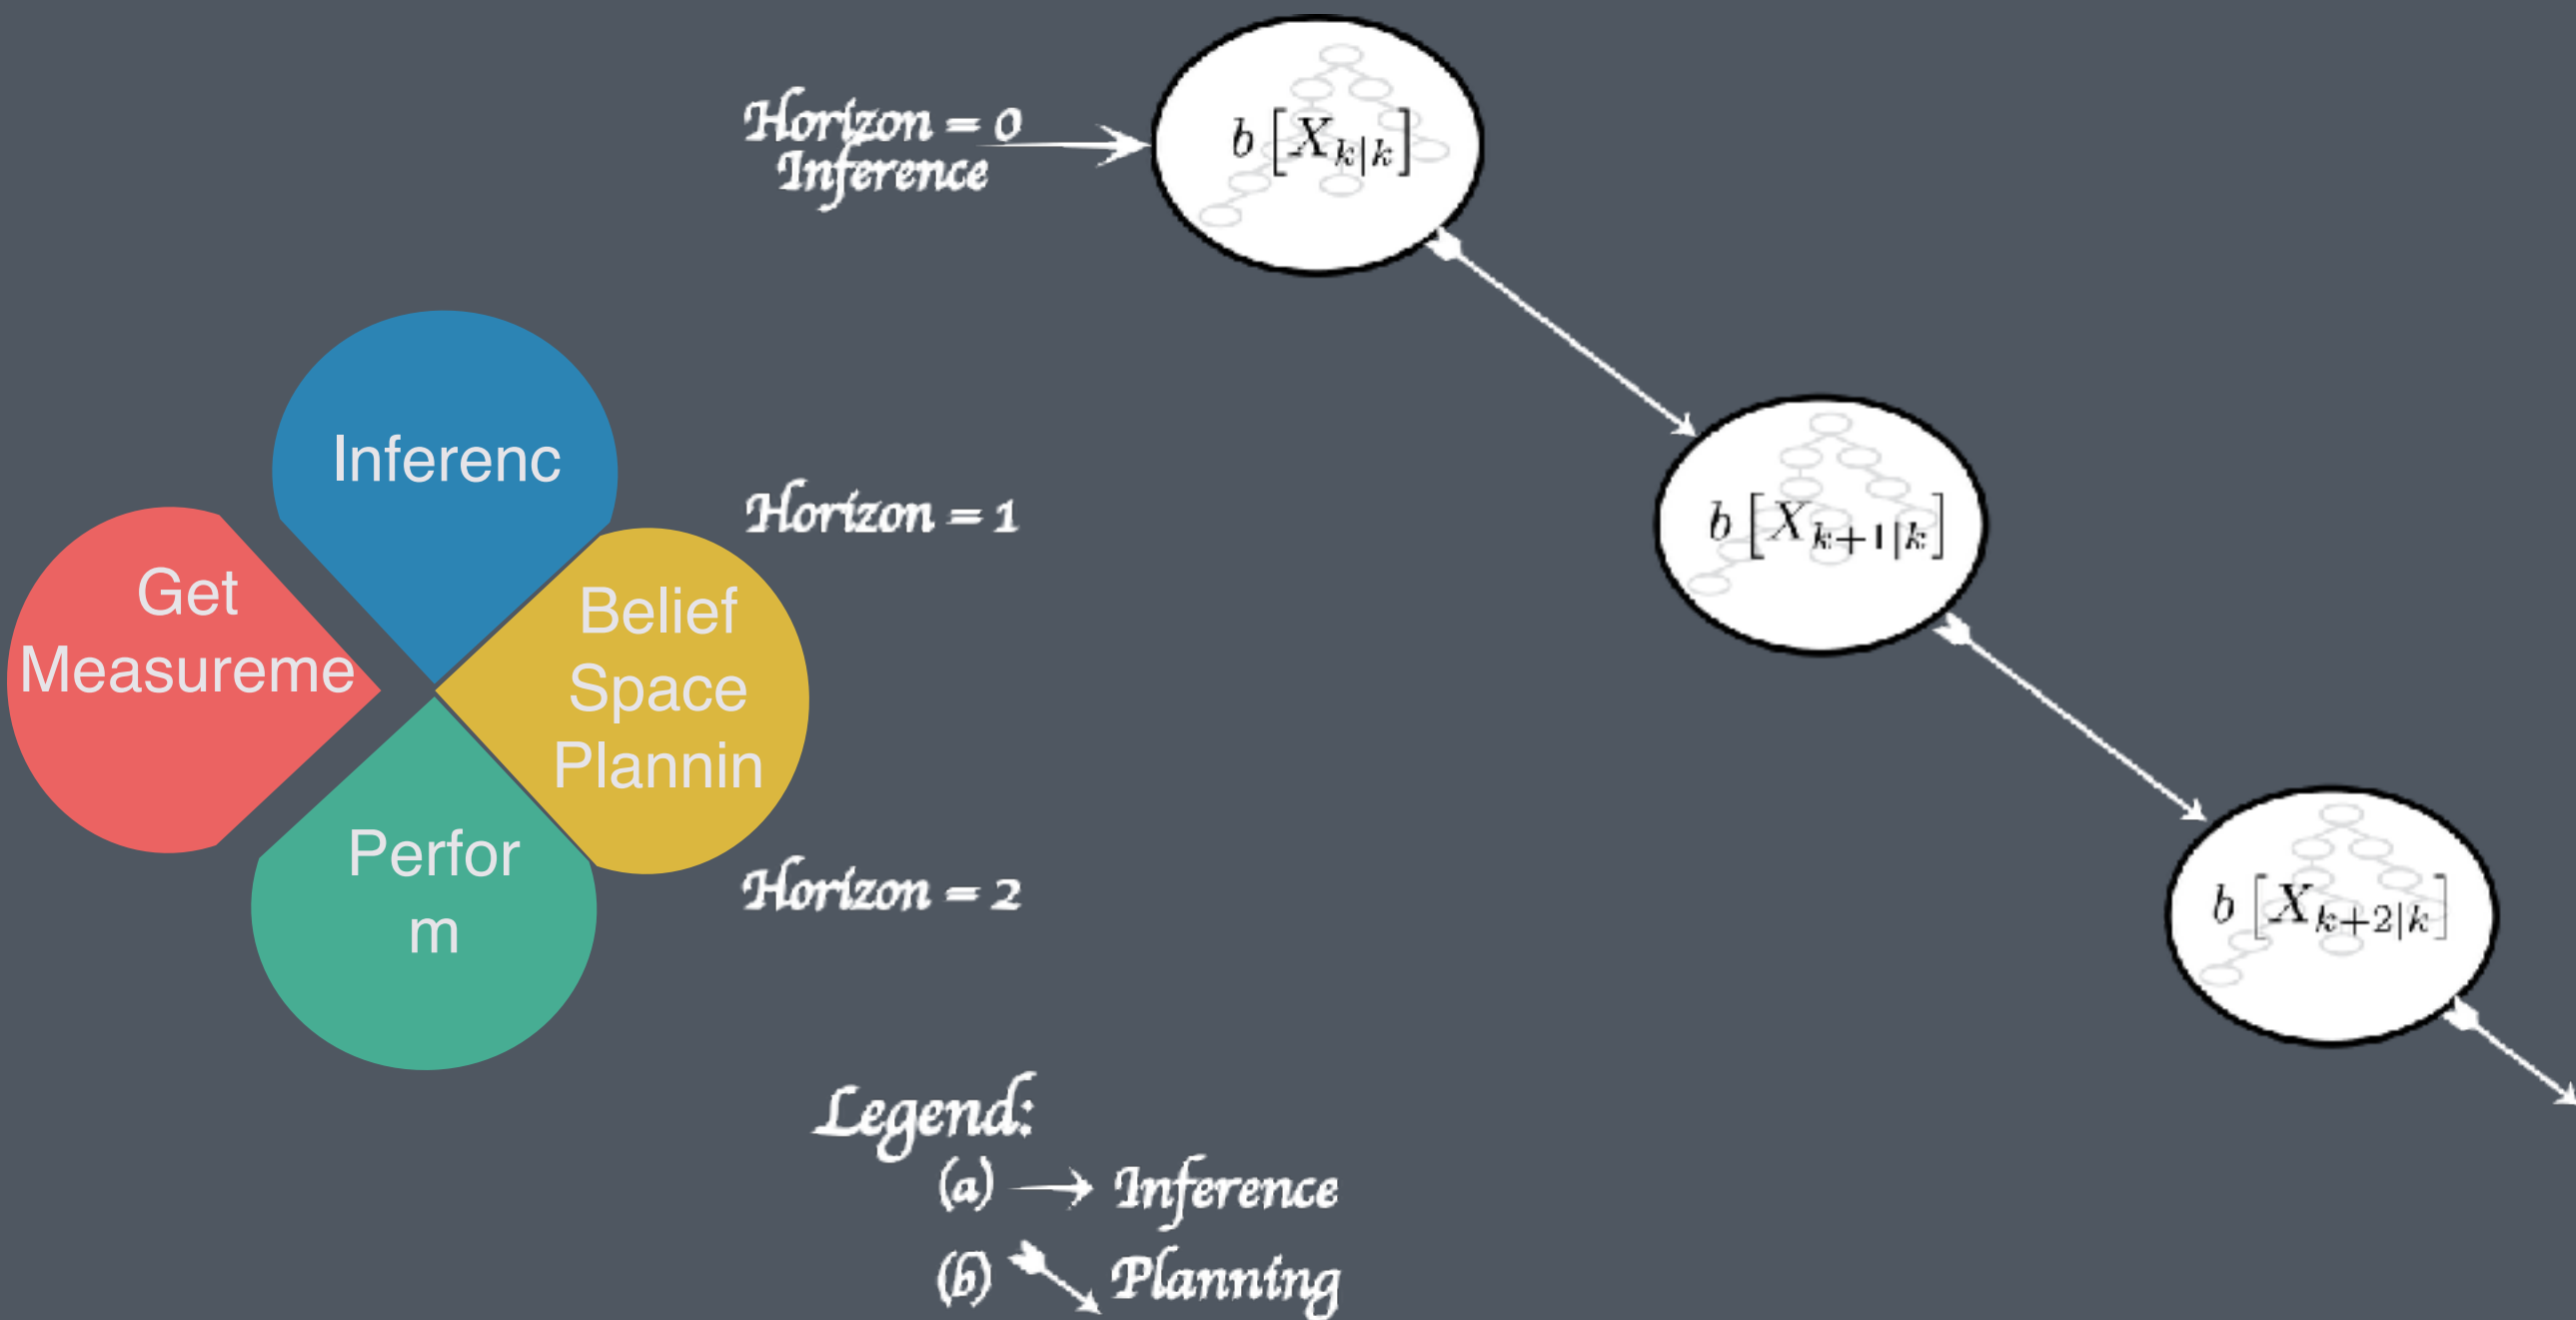 Horizon = 0
Inference
b [X_{k|k}]
Inferenc
Get
Measureme
Belief
Space
Plannin
Perfor
m
Horizon = 1
b [X_{k+1|k}]
Horizon = 2
b [X_{k+2|k}]
Legend:
(a) → Inference
(b) ↘ Planning